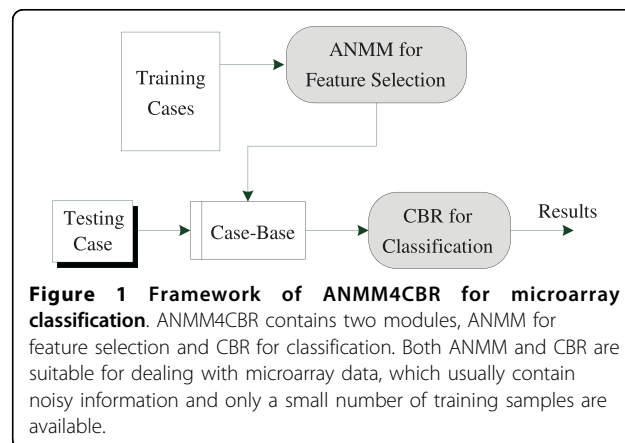 ANMM for
Feature Selection
Training
Cases
Testing
Case
Case-Base
CBR for
Classification
Results
Figure 1 Framework of ANMM4CBR for microarray
classification. ANMM4CBR contains two modules, ANMM for
feature selection and CBR for classification. Both ANMM and CBR are
suitable for dealing with microarray data, which usually contain
noisy information and only a small number of training samples are
available.